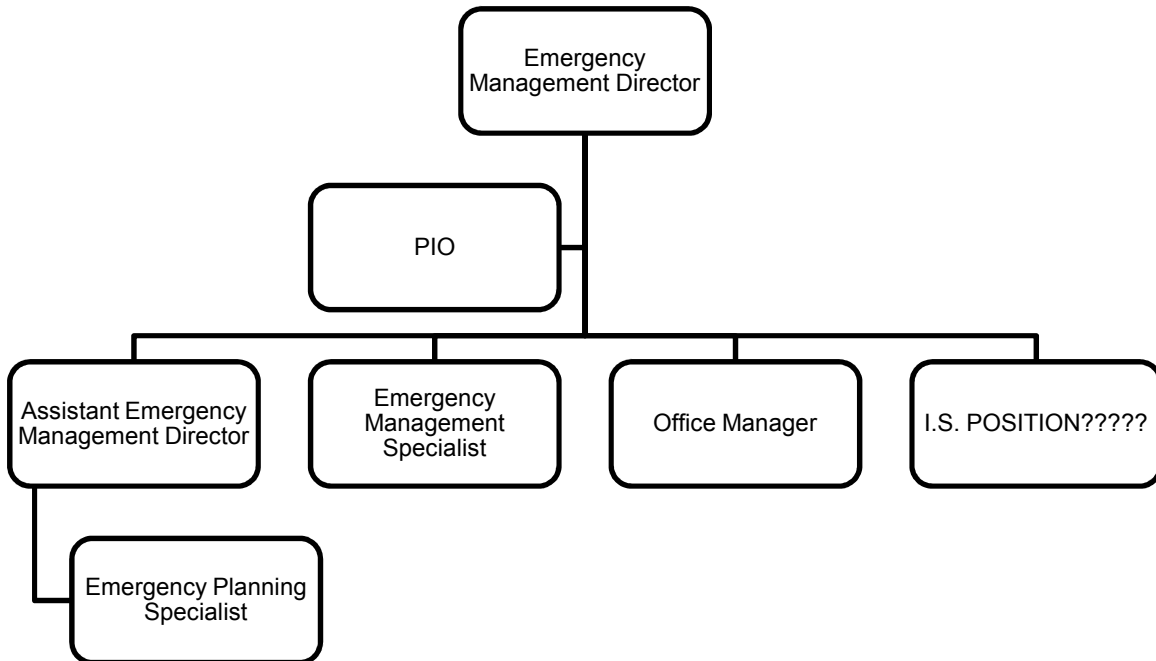 Emergency
Management Director
PIO
Assistant Emergency
Management Director
Emergency
Management
Specialist
Office Manager
I.S. POSITION?????
Emergency Planning
Specialist